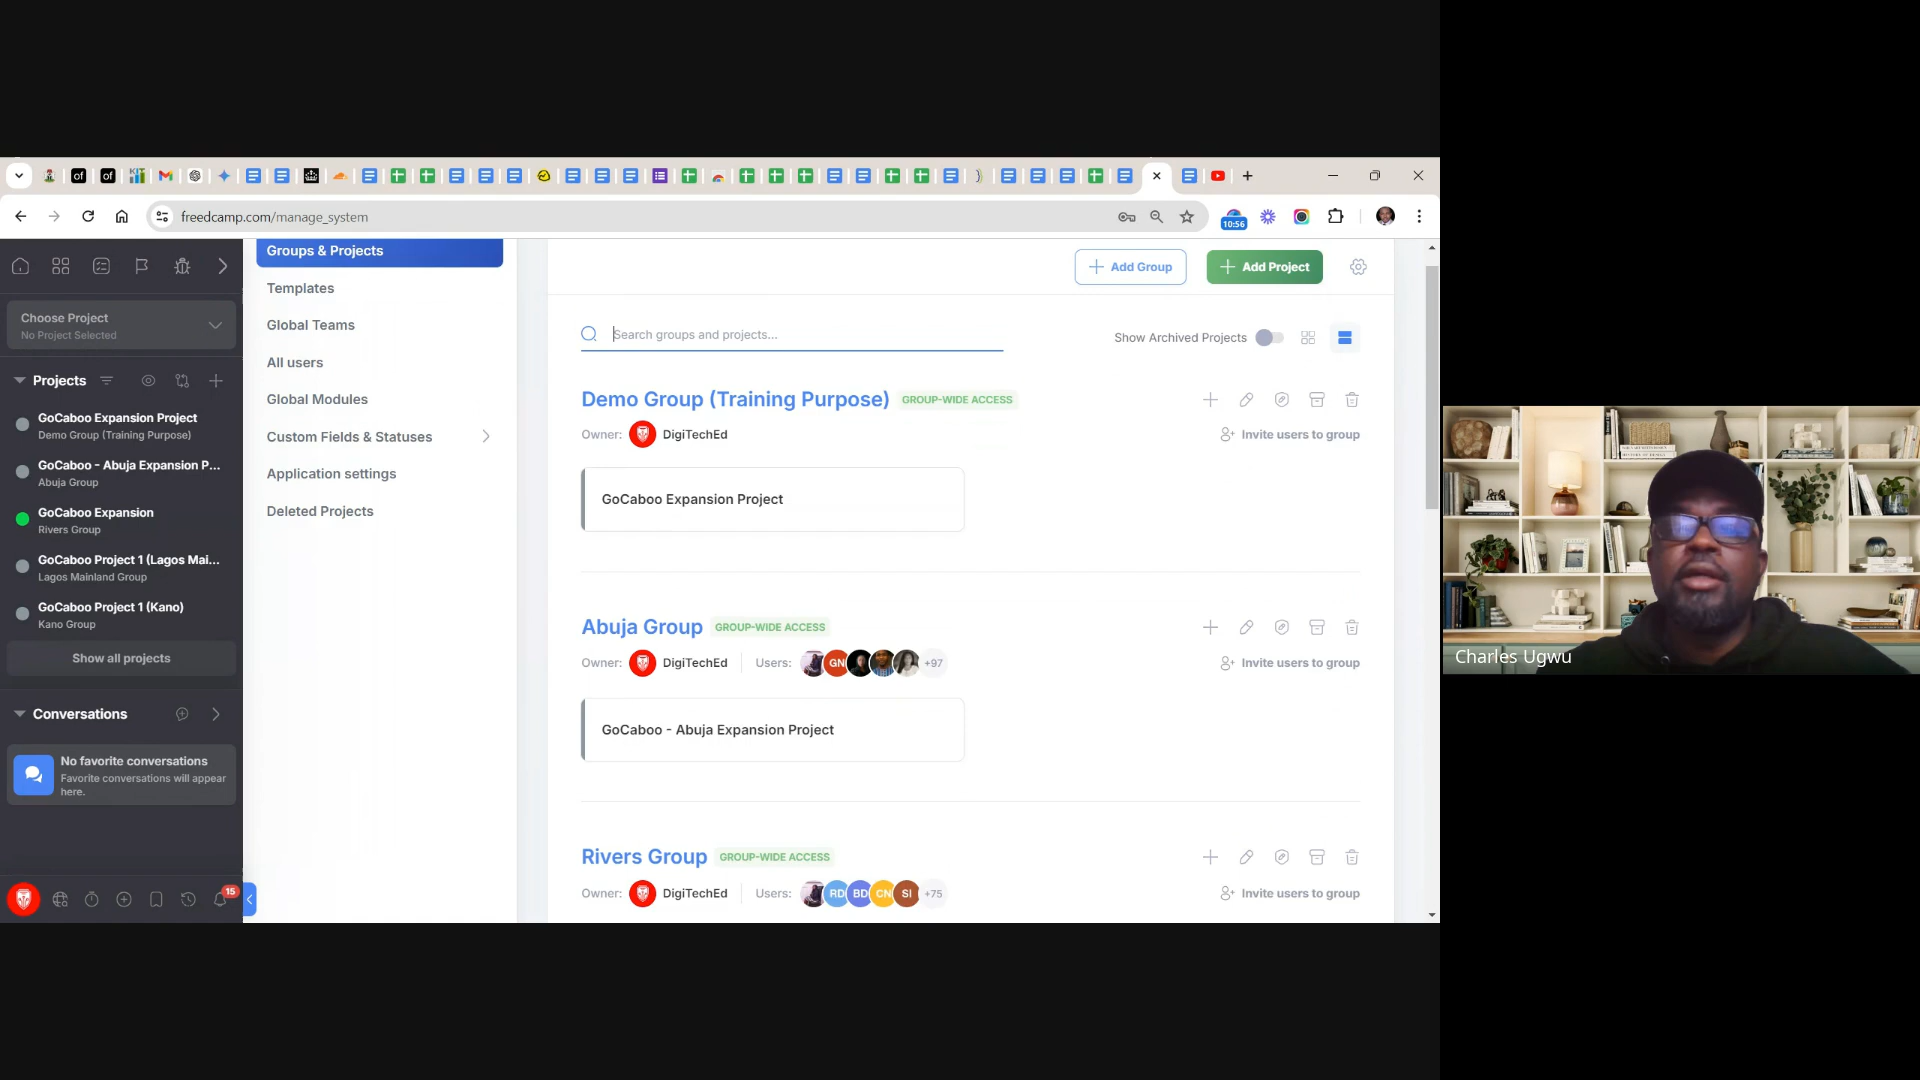 freedcamp.com/manage_system
10:56
Choose Project
No Project Selected
Projects
GoCaboo Expansion Project
Demo Group (Training Purpose)
GoCaboo - Abuja Expansion P...
Abuja Group
GoCaboo Expansion
Rivers Group
GoCaboo Project 1 (Lagos Mai...
Lagos Mainland Group
GoCaboo Project 1 (Kano)
Kano Group
Show all projects
Conversations
No favorite conversations
Favorite conversations will appear
here.
15
Groups & Projects
Templates
Global Teams
All users
Global Modules
Custom Fields & Statuses
Application settings
Deleted Projects
Add Group
Add Project
Search groups and projects...
Show Archived Projects
Demo Group (Training Purpose) GROUP-WIDE ACCESS
Owner: DigiTechEd
Invite users to group
GoCaboo Expansion Project
Abuja Group GROUP-WIDE ACCESS
Owner: DigiTechEd Users: GN +97
Invite users to group
GoCaboo - Abuja Expansion Project
Rivers Group GROUP-WIDE ACCESS
Owner: DigiTechEd Users: RD BD CN SI +75
Invite users to group
Charles Ugwu